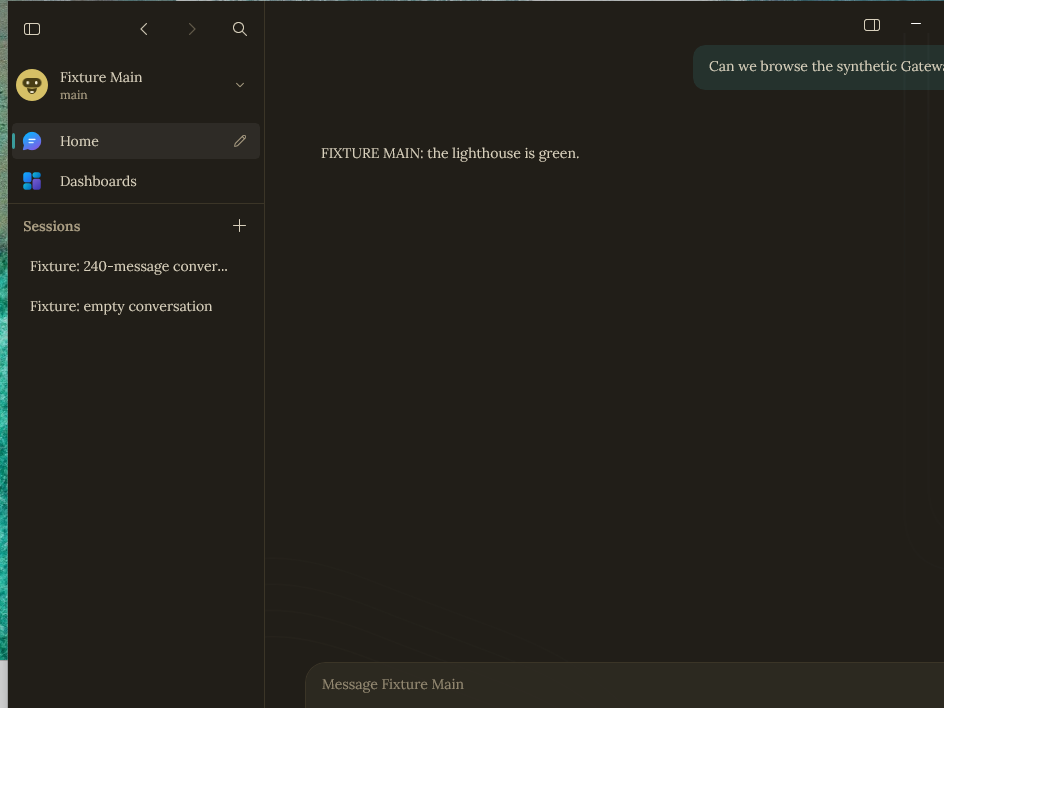 Fixture Main
main
Home
Dashboards
Sessions
Fixture: 240-message conver...
Fixture: empty conversation
Can we browse the synthetic
FIXTURE MAIN: the lighthouse is green.
Message Fixture Main